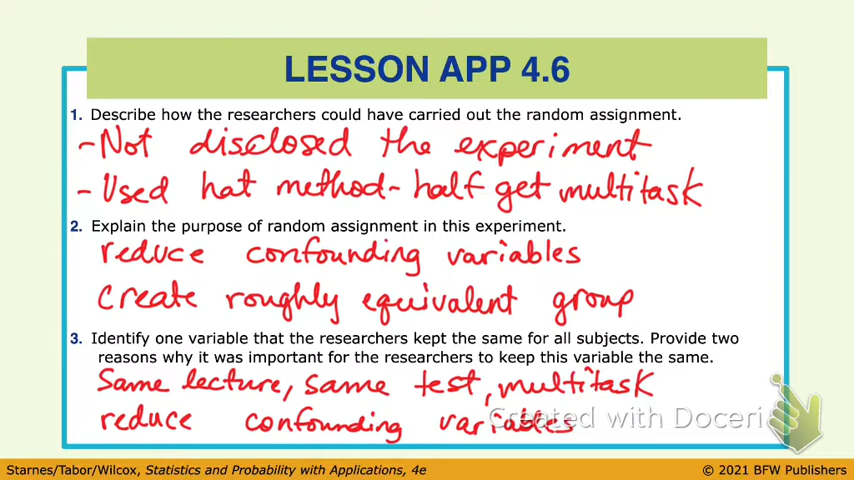 LESSON APP 4.6
1. Describe how the researchers could have carried out the random assignment.
- Not disclosed the experiment
- Used hat method - half get multitask
2. Explain the purpose of random assignment in this experiment.
reduce confounding variables
create roughly equivalent group
3. Identify one variable that the researchers kept the same for all subjects. Provide two
reasons why it was important for the researchers to keep this variable the same.
Same lecture, same test, multitask
reduce confounding variables
Created with Doceri
Starnes/Tabor/Wilcox, Statistics and Probability with Applications, 4e
© 2021 BFW Publishers